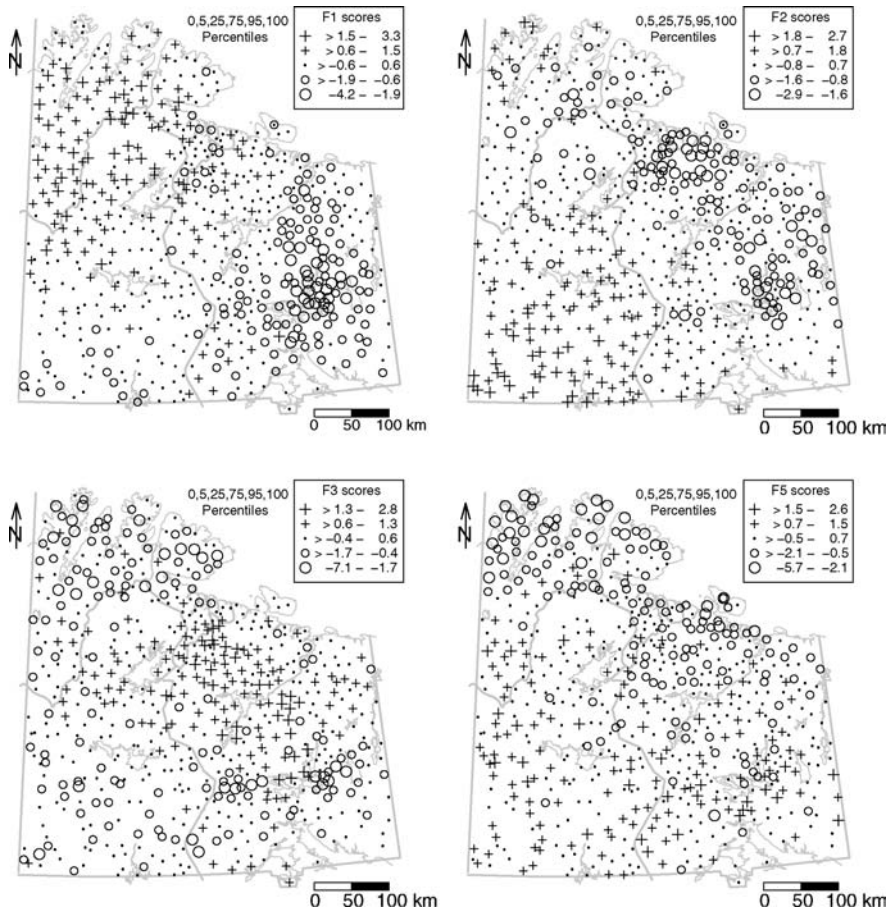 0,5,25,75,95,100
Percentiles
F1 scores
+ > 1.5 – 3.3
+ > 0.6 – 1.5
· > −0.6 – 0.6
○ > −1.9 – −0.6
○ −4.2 – −1.9
N
0 50 100 km
0,5,25,75,95,100
Percentiles
F2 scores
+ > 1.8 – 2.7
+ > 0.7 – 1.8
· > −0.8 – 0.7
○ > −1.6 – −0.8
○ −2.9 – −1.6
N
0 50 100 km
0,5,25,75,95,100
Percentiles
F3 scores
+ > 1.3 – 2.8
+ > 0.6 – 1.3
· > −0.4 – 0.6
○ > −1.7 – −0.4
○ −7.1 – −1.7
N
0 50 100 km
0,5,25,75,95,100
Percentiles
F5 scores
+ > 1.5 – 2.6
+ > 0.7 – 1.5
· > −0.5 – 0.7
○ > −2.1 – −0.5
○ −5.7 – −2.1
N
0 50 100 km